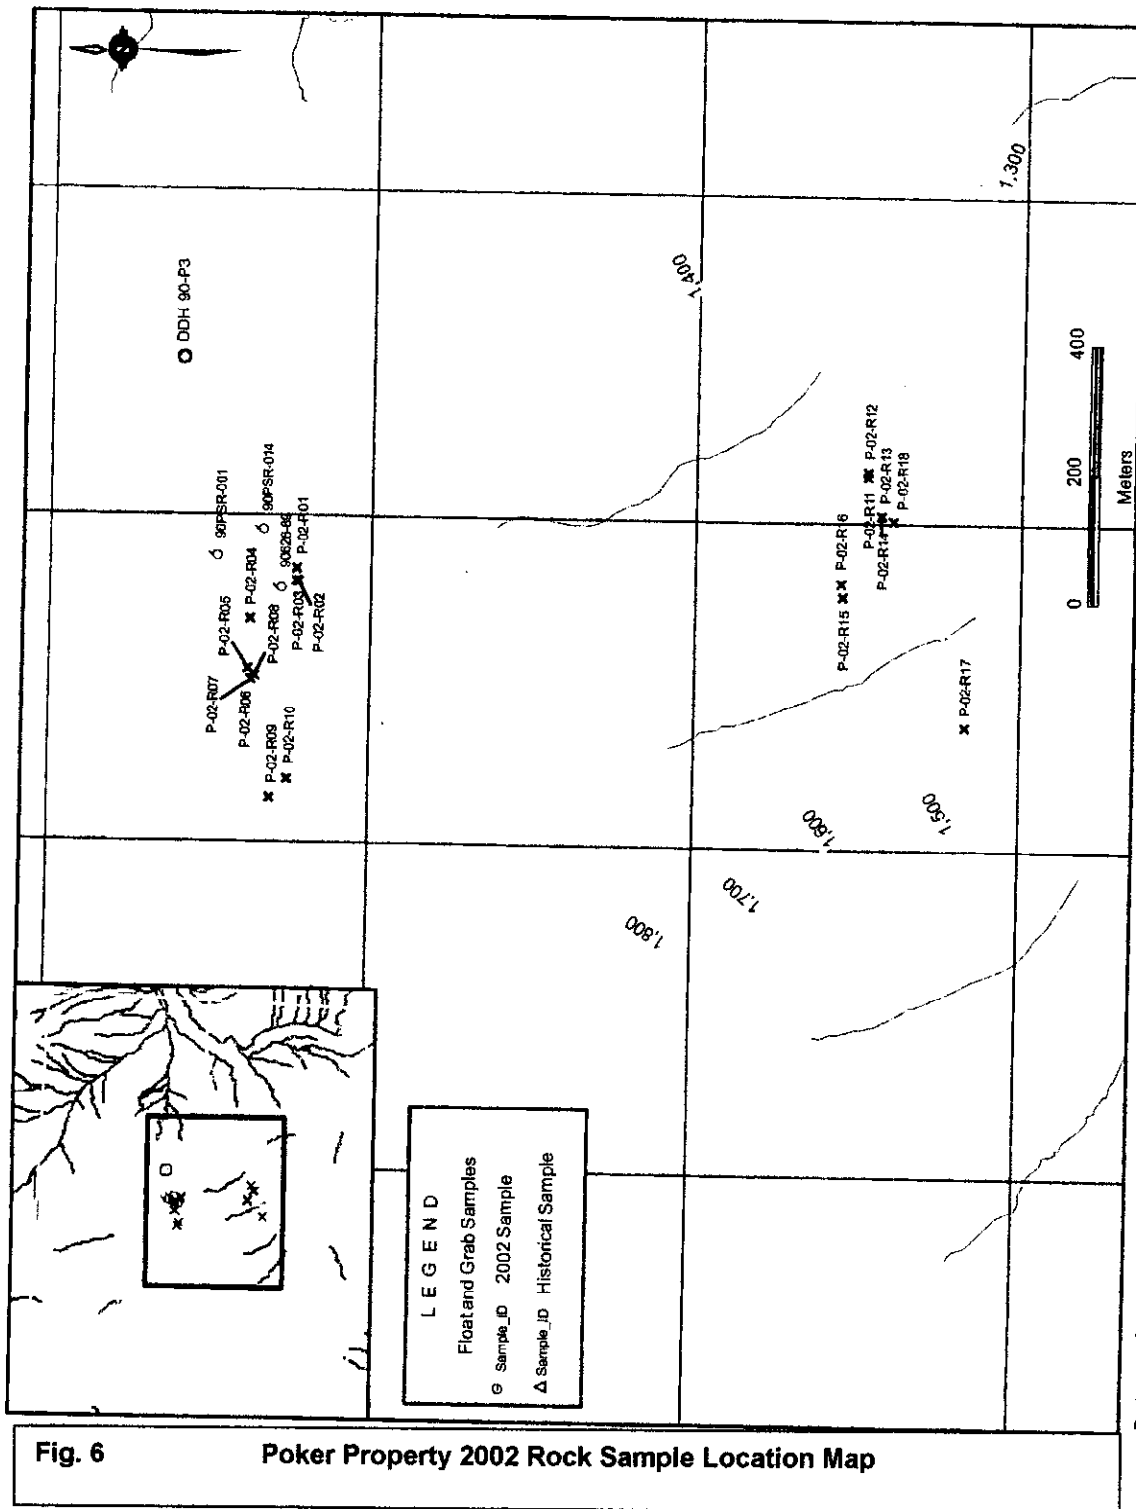 N
DDH 90-P3
90PSR-001
90PSR-014
P-02-R04
90626-89
P-02-R01
P-02-R03
P-02-R02
P-02-R05
P-02-R08
P-02-R07
P-02-R06
P-02-R09
P-02-R10
1,300
1,400
P-02-R16
P-02-R15
P-02-R11
P-02-R12
P-02-R14
P-02-R13
P-02-R18
P-02-R17
1,500
1,600
1,700
1,800
0 200 400
Meters
LEGEND
Float and Grab Samples
Sample_ID 2002 Sample
Sample_ID Historical Sample
Fig. 6 Poker Property 2002 Rock Sample Location Map